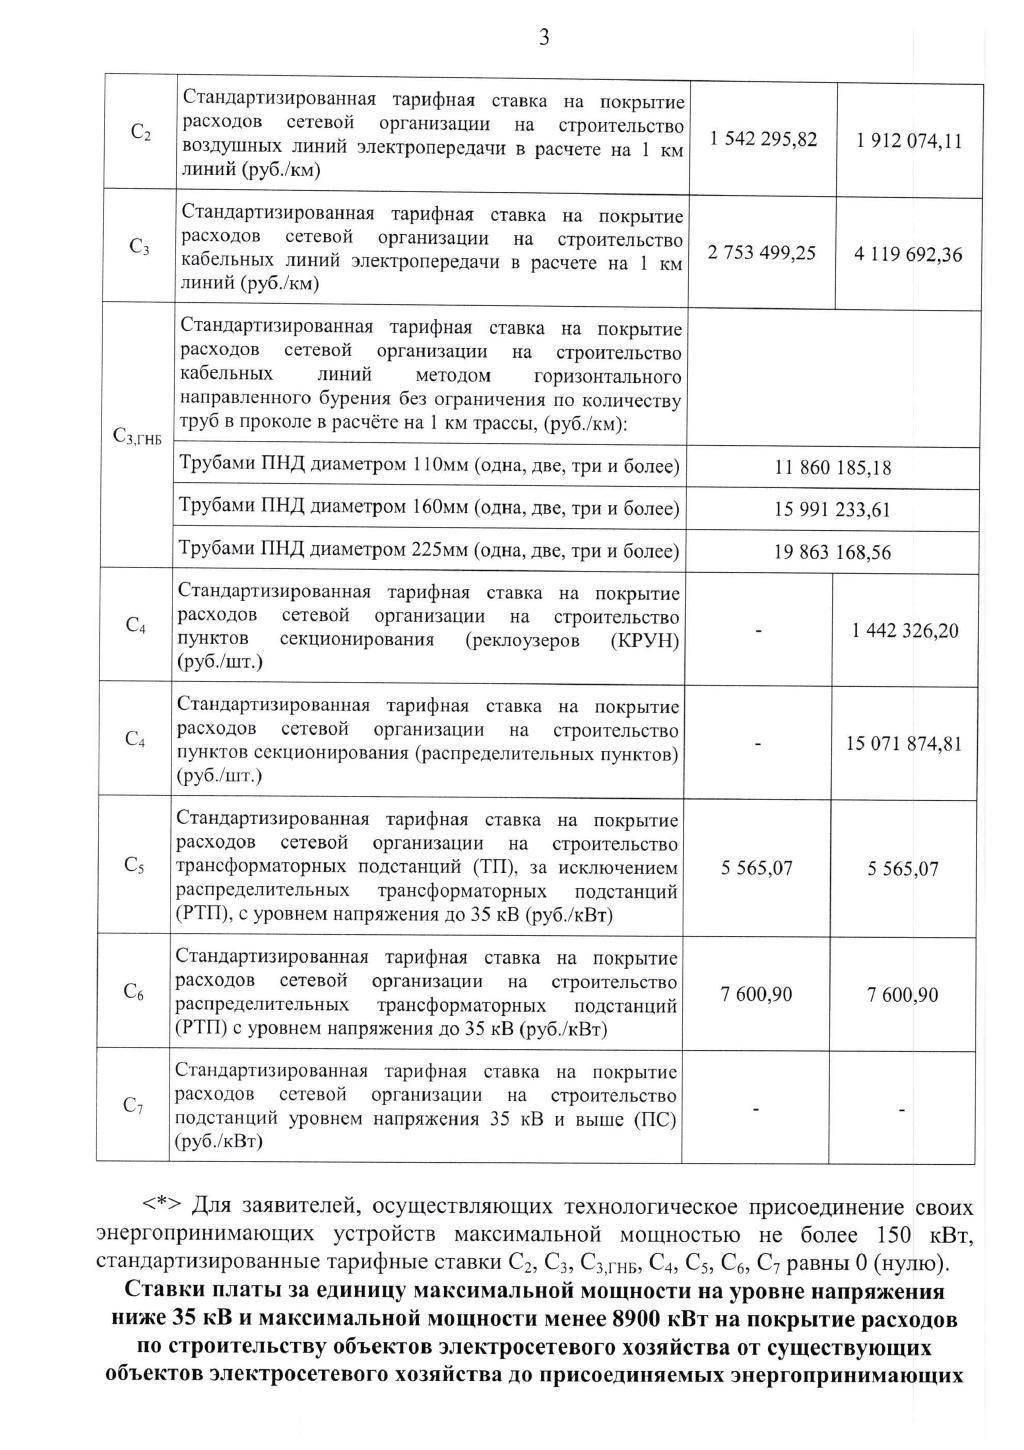 3
С2
Стандартизированная тарифная ставка на покрытие
расходов сетевой организации на строительство
воздушных линий электропередачи в расчете на 1 км
линий (руб./км)
1 542 295,82
1 912 074,11
С3
Стандартизированная тарифная ставка на покрытие
расходов сетевой организации на строительство
кабельных линий электропередачи в расчете на 1 км
линий (руб./км)
2 753 499,25
4 119 692,36
С3,ГНБ
Стандартизированная тарифная ставка на покрытие
расходов сетевой организации на строительство
кабельных линий методом горизонтального
направленного бурения без ограничения по количеству
труб в проколе в расчёте на 1 км трассы, (руб./км):
Трубами ПНД диаметром 110мм (одна, две, три и более)
11 860 185,18
Трубами ПНД диаметром 160мм (одна, две, три и более)
15 991 233,61
Трубами ПНД диаметром 225мм (одна, две, три и более)
19 863 168,56
С4
Стандартизированная тарифная ставка на покрытие
расходов сетевой организации на строительство
пунктов секционирования (реклоузеров (КРУН)
(руб./шт.)
-
1 442 326,20
С4
Стандартизированная тарифная ставка на покрытие
расходов сетевой организации на строительство
пунктов секционирования (распределительных пунктов)
(руб./шт.)
-
15 071 874,81
С5
Стандартизированная тарифная ставка на покрытие
расходов сетевой организации на строительство
трансформаторных подстанций (ТП), за исключением
распределительных трансформаторных подстанций
(РТП), с уровнем напряжения до 35 кВ (руб./кВт)
5 565,07
5 565,07
С6
Стандартизированная тарифная ставка на покрытие
расходов сетевой организации на строительство
распределительных трансформаторных подстанций
(РТП) с уровнем напряжения до 35 кВ (руб./кВт)
7 600,90
7 600,90
С7
Стандартизированная тарифная ставка на покрытие
расходов сетевой организации на строительство
подстанций уровнем напряжения 35 кВ и выше (ПС)
(руб./кВт)
-
-
<*> Для заявителей, осуществляющих технологическое присоединение своих
энергопринимающих устройств максимальной мощностью не более 150 кВт,
стандартизированные тарифные ставки С2, С3, С3,ГНБ, С4, С5, С6, С7 равны 0 (нулю).
Ставки платы за единицу максимальной мощности на уровне напряжения
ниже 35 кВ и максимальной мощности менее 8900 кВт на покрытие расходов
по строительству объектов электросетевого хозяйства от существующих
объектов электросетевого хозяйства до присоединяемых энергопринимающих